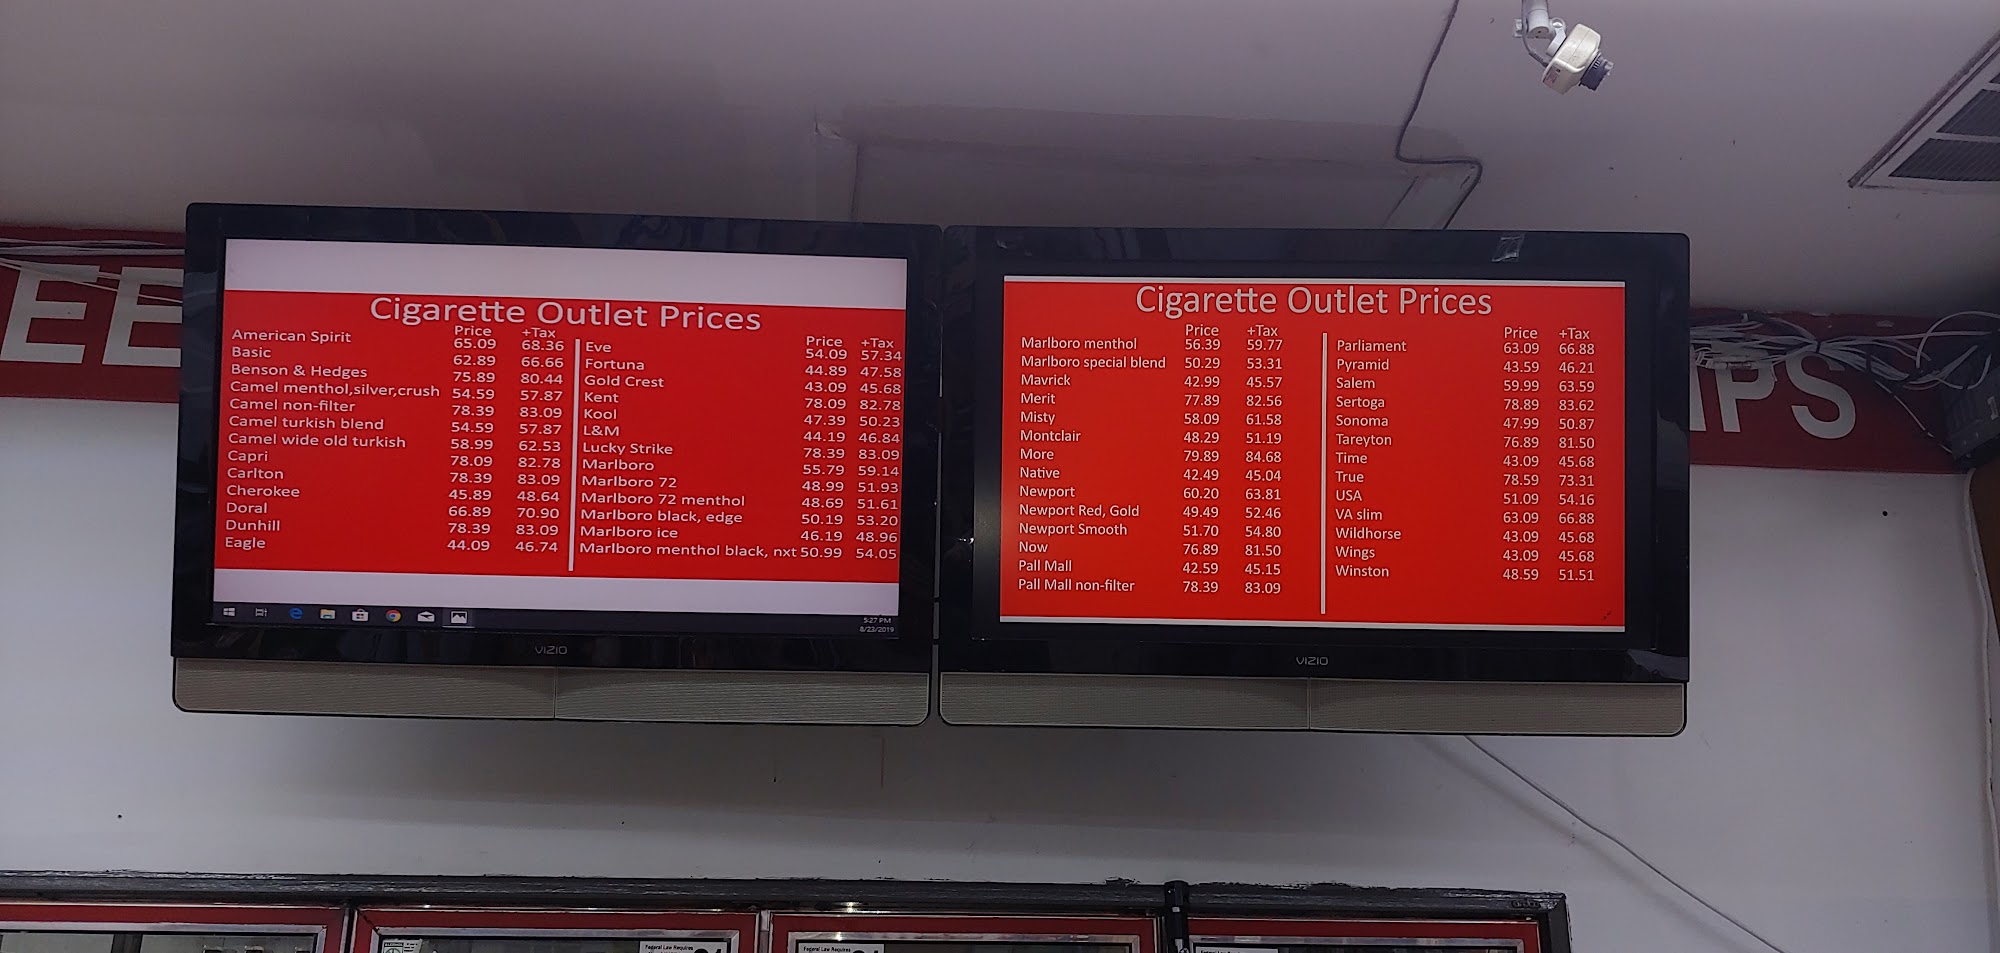 EE
IPS
Cigarette Outlet Prices
Price +Tax Price +Tax
American Spirit 65.09 68.36 Eve 54.09 57.34
Basic 62.89 66.66 Fortuna 44.89 47.58
Benson & Hedges 75.89 80.44 Gold Crest 43.09 45.68
Camel menthol,silver,crush 54.59 57.87 Kent 78.09 82.78
Camel non-filter 78.39 83.09 Kool 47.39 50.23
Camel turkish blend 54.59 57.87 L&M 44.19 46.84
Camel wide old turkish 58.99 62.53 Lucky Strike 78.39 83.09
Capri 78.09 82.78 Marlboro 55.79 59.14
Carlton 78.39 83.09 Marlboro 72 48.99 51.93
Cherokee 45.89 48.64 Marlboro 72 menthol 48.69 51.61
Doral 66.89 70.90 Marlboro black, edge 50.19 53.20
Dunhill 78.39 83.09 Marlboro ice 46.19 48.96
Eagle 44.09 46.74 Marlboro menthol black, nxt 50.99 54.05
5:27 PM
8/23/2019
VIZIO
Cigarette Outlet Prices
Price +Tax Price +Tax
Marlboro menthol 56.39 59.77 Parliament 63.09 66.88
Marlboro special blend 50.29 53.31 Pyramid 43.59 46.21
Mavrick 42.99 45.57 Salem 59.99 63.59
Merit 77.89 82.56 Sertoga 78.89 83.62
Misty 58.09 61.58 Sonoma 47.99 50.87
Montclair 48.29 51.19 Tareyton 76.89 81.50
More 79.89 84.68 Time 43.09 45.68
Native 42.49 45.04 True 78.59 73.31
Newport 60.20 63.81 USA 51.09 54.16
Newport Red, Gold 49.49 52.46 VA slim 63.09 66.88
Newport Smooth 51.70 54.80 Wildhorse 43.09 45.68
Now 76.89 81.50 Wings 43.09 45.68
Pall Mall 42.59 45.15 Winston 48.59 51.51
Pall Mall non-filter 78.39 83.09
VIZIO
Federal Law Requires
Federal Law Requires